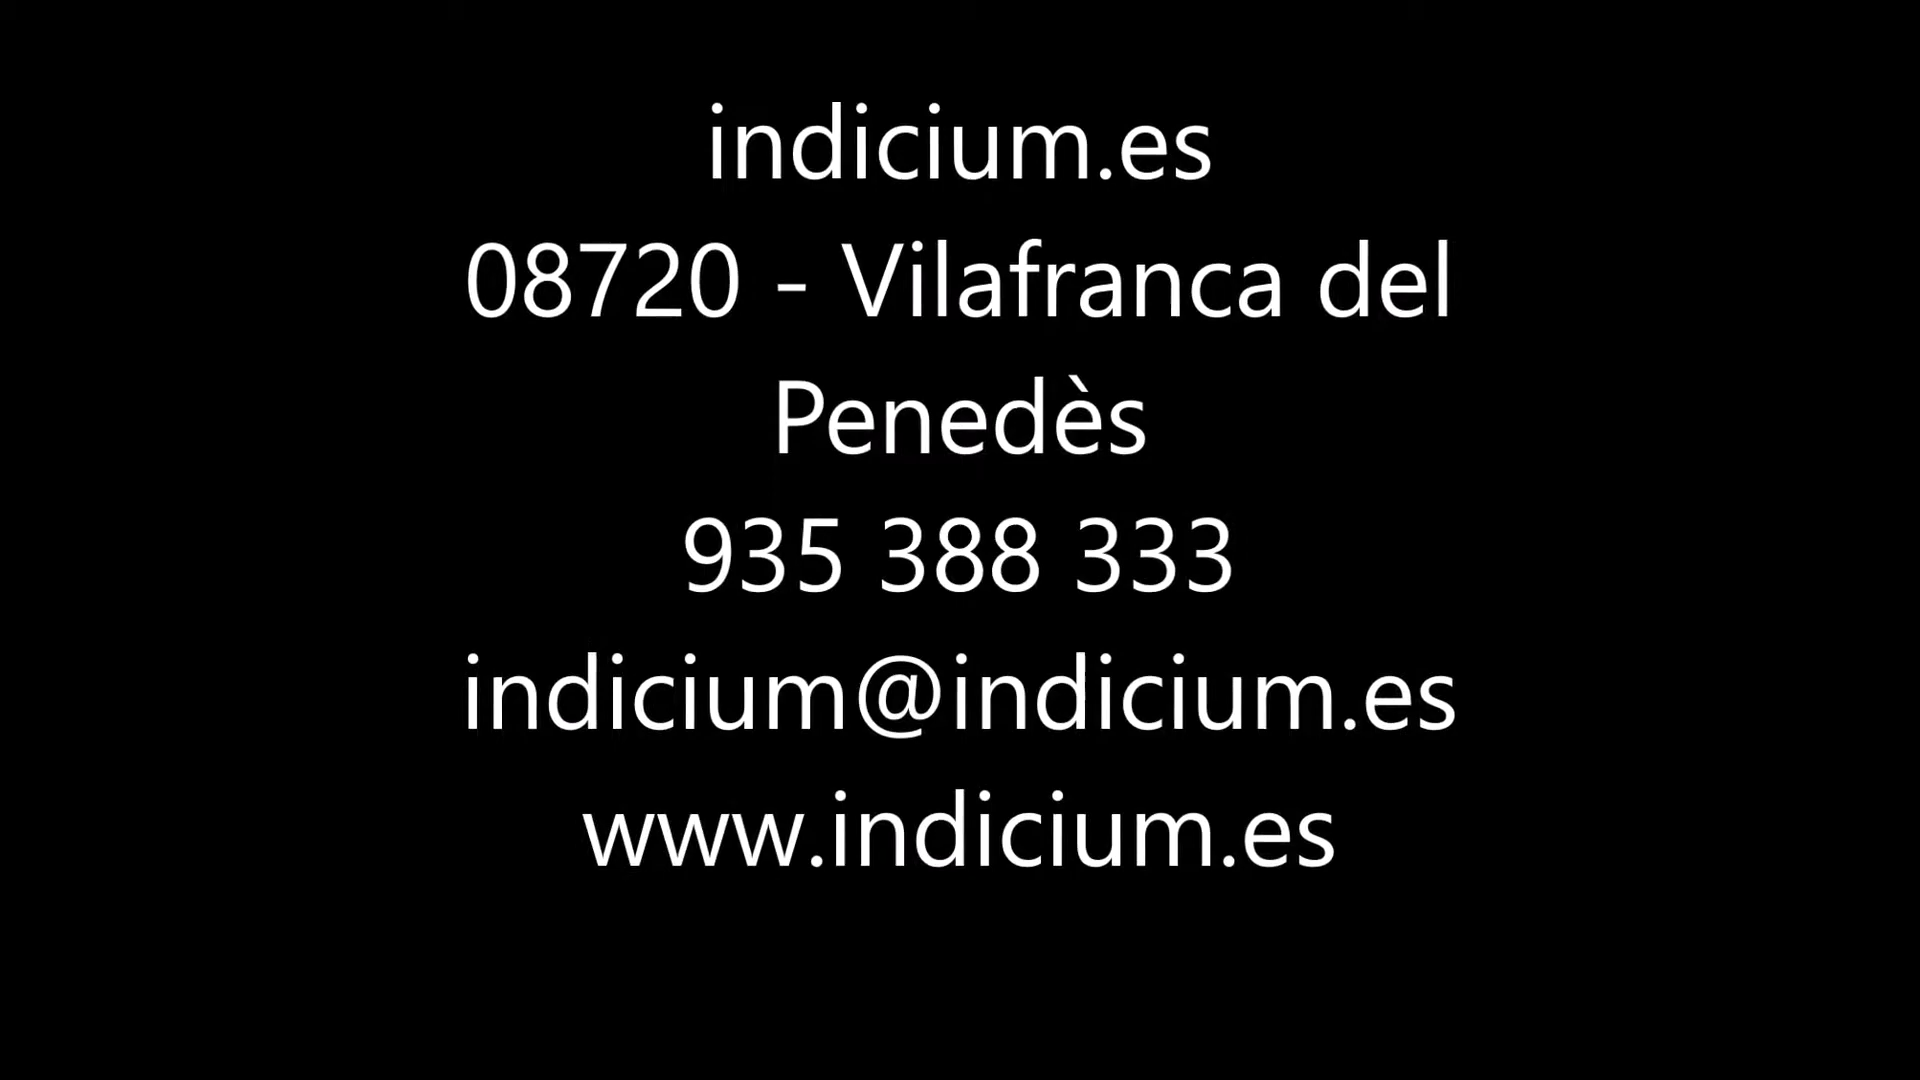 indicium.es
08720 - Vilafranca del
Penedès
935 388 333
indicium@indicium.es
www.indicium.es